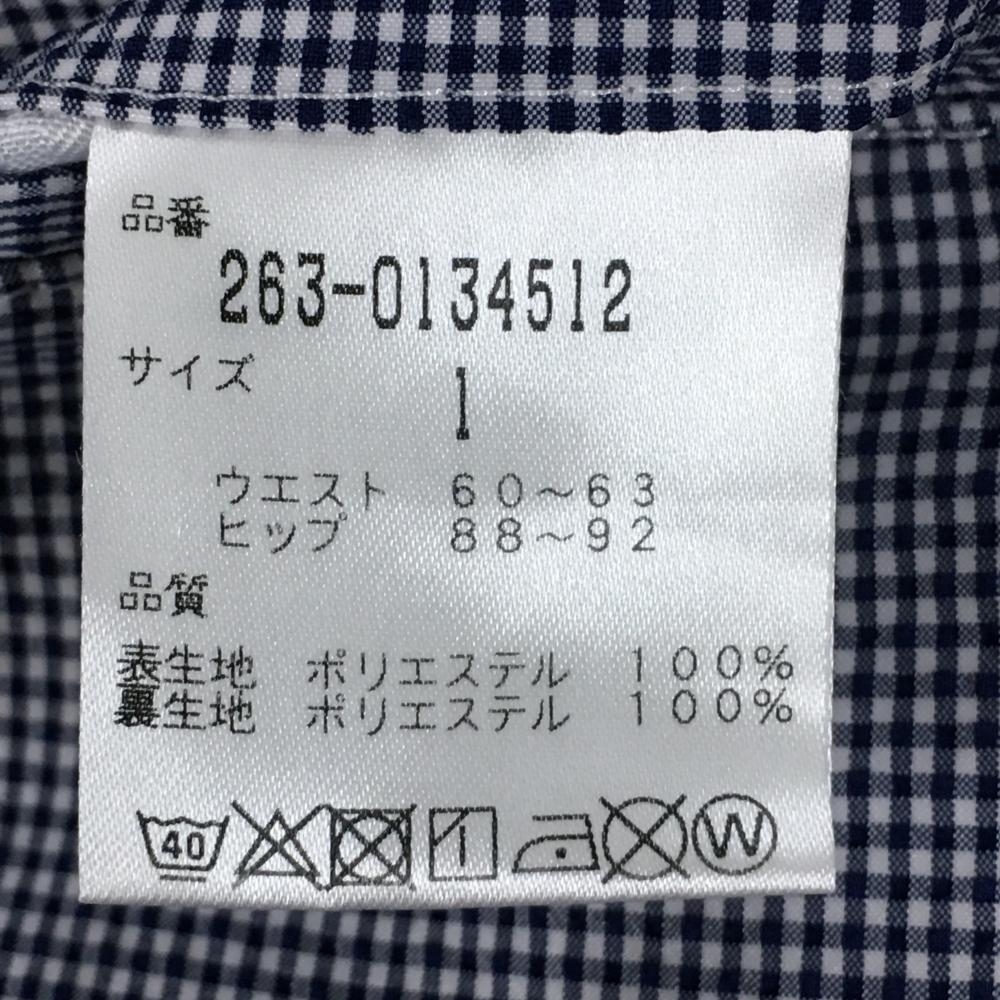 品番
263-0134512
サイズ
1
ウエスト 60~63
ヒップ 88~92
品質
表生地 ポリエステル 100%
裏生地 ポリエステル 100%
40 W